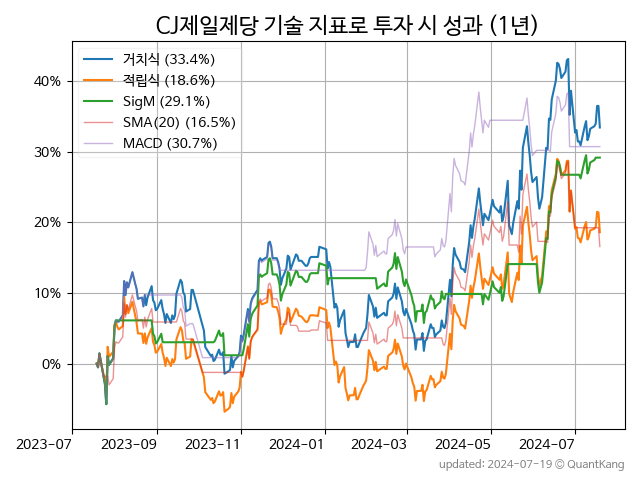 CJ제일제당 기술 지표로 투자 시 성과 (1년)
거치식 (33.4%)
적립식 (18.6%)
SigM (29.1%)
SMA(20) (16.5%)
MACD (30.7%)
40%
30%
20%
10%
0%
2023-07 2023-09 2023-11 2024-01 2024-03 2024-05 2024-07
updated: 2024-07-19 @ QuantKang